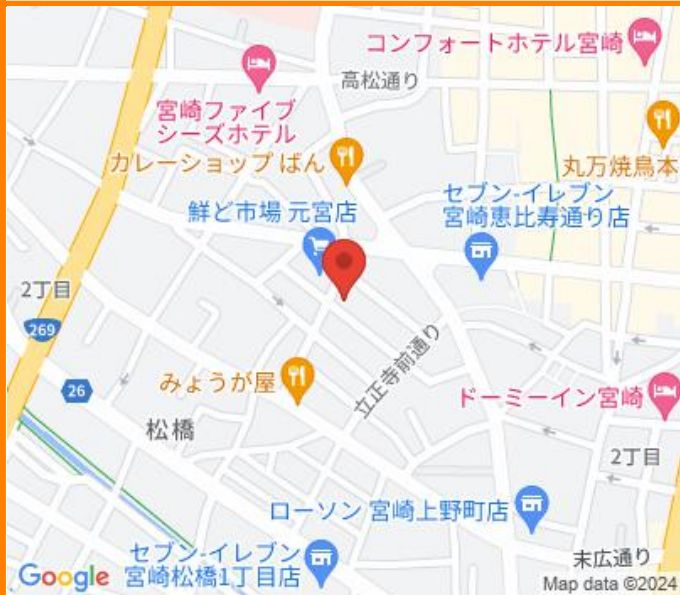 コンフォートホテル宮崎
高松通り
宮崎ファイブ
シーズホテル
カレーショップ ばん
丸万焼鳥本
セブン-イレブン
宮崎恵比寿通り店
鮮ど市場 元宮店
2丁目
269
立正寺前通り
26
みょうが屋
ドーミーイン宮崎
松橋
2丁目
ローソン 宮崎上野町店
セブン-イレブン
宮崎松橋1丁目店
末広通り
Google
Map data ©2024